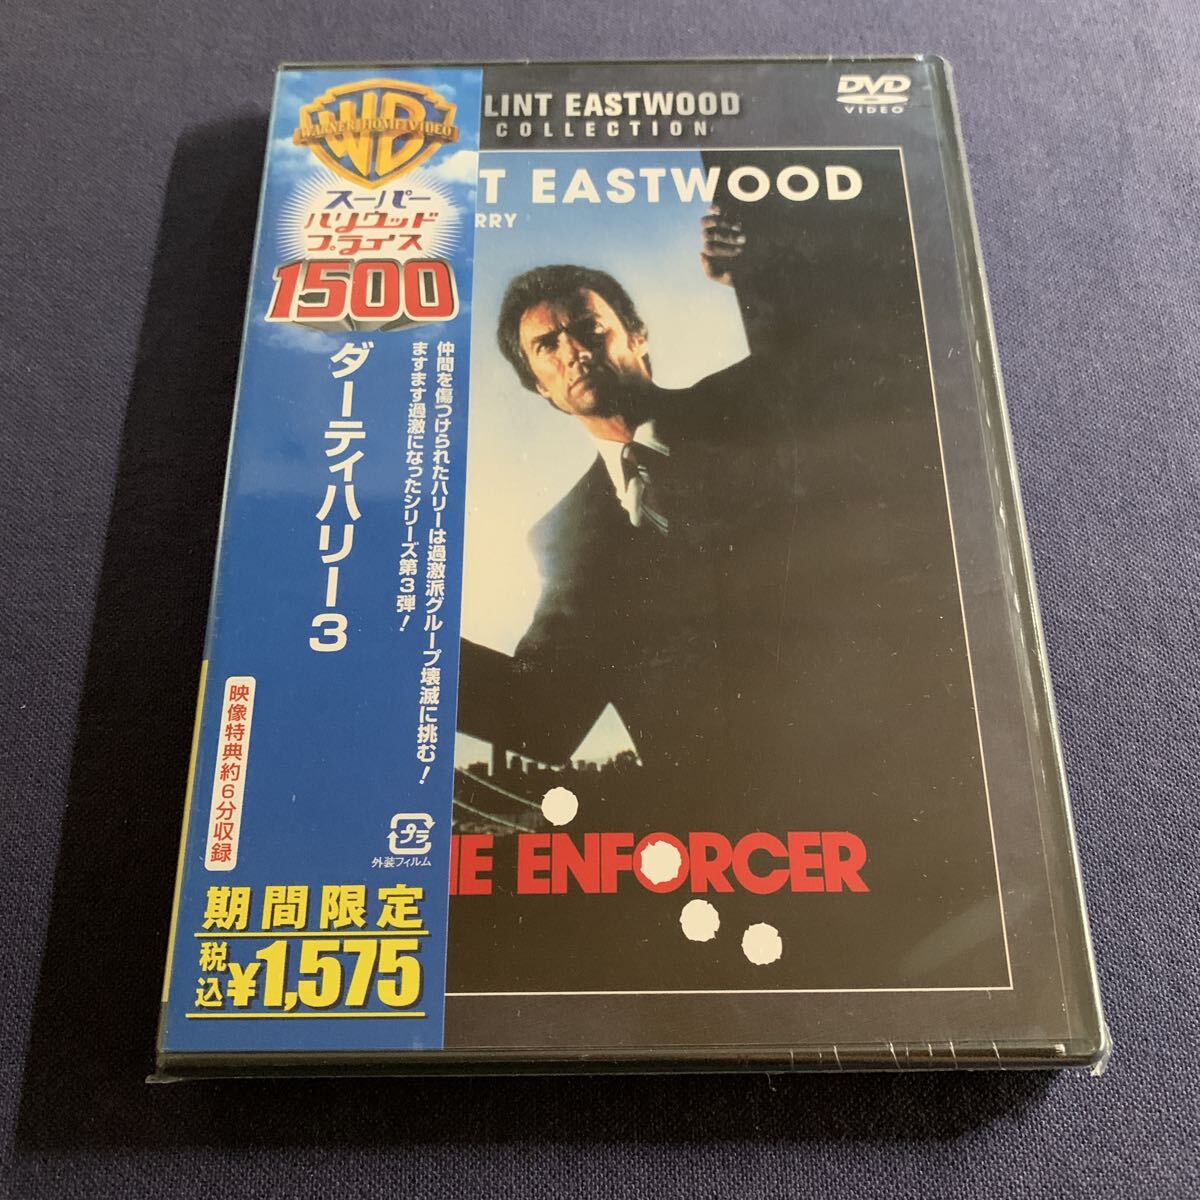 WB
WARNER HOME VIDEO
スーパー
ハリウッド
プライス
1500
ダーティハリー3
仲間を傷つけられたハリーは過激派グループ壊滅に挑む!
ますます過激になったシリーズ第3弾!
映像特典約6分収録
プラ
外装フィルム
期間限定
税込¥1,575
LINT EASTWOOD
COLLECTION
DVD
VIDEO
T EASTWOOD
RRY
HE ENFORCER